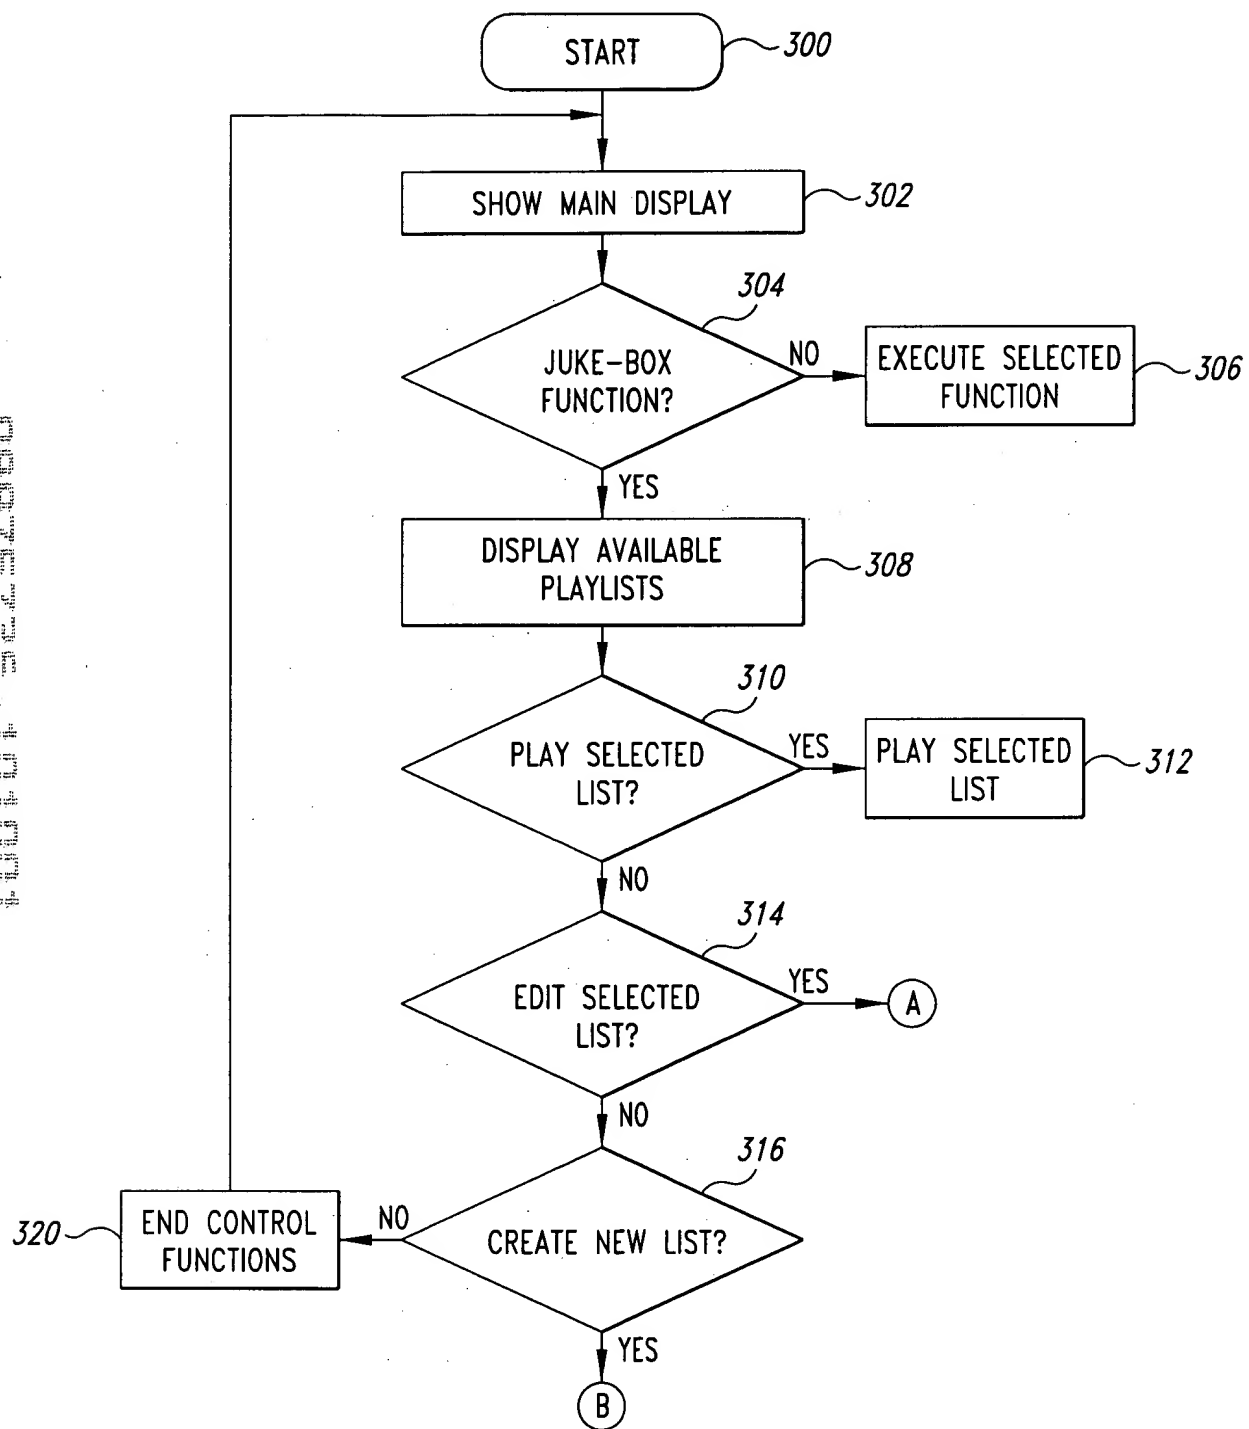 START
300
SHOW MAIN DISPLAY
302
304
JUKE-BOX
FUNCTION?
NO
EXECUTE SELECTED
FUNCTION
306
YES
DISPLAY AVAILABLE
PLAYLISTS
308
310
PLAY SELECTED
LIST?
YES
PLAY SELECTED
LIST
312
NO
314
EDIT SELECTED
LIST?
YES
A
NO
316
CREATE NEW LIST?
NO
END CONTROL
FUNCTIONS
320
YES
B